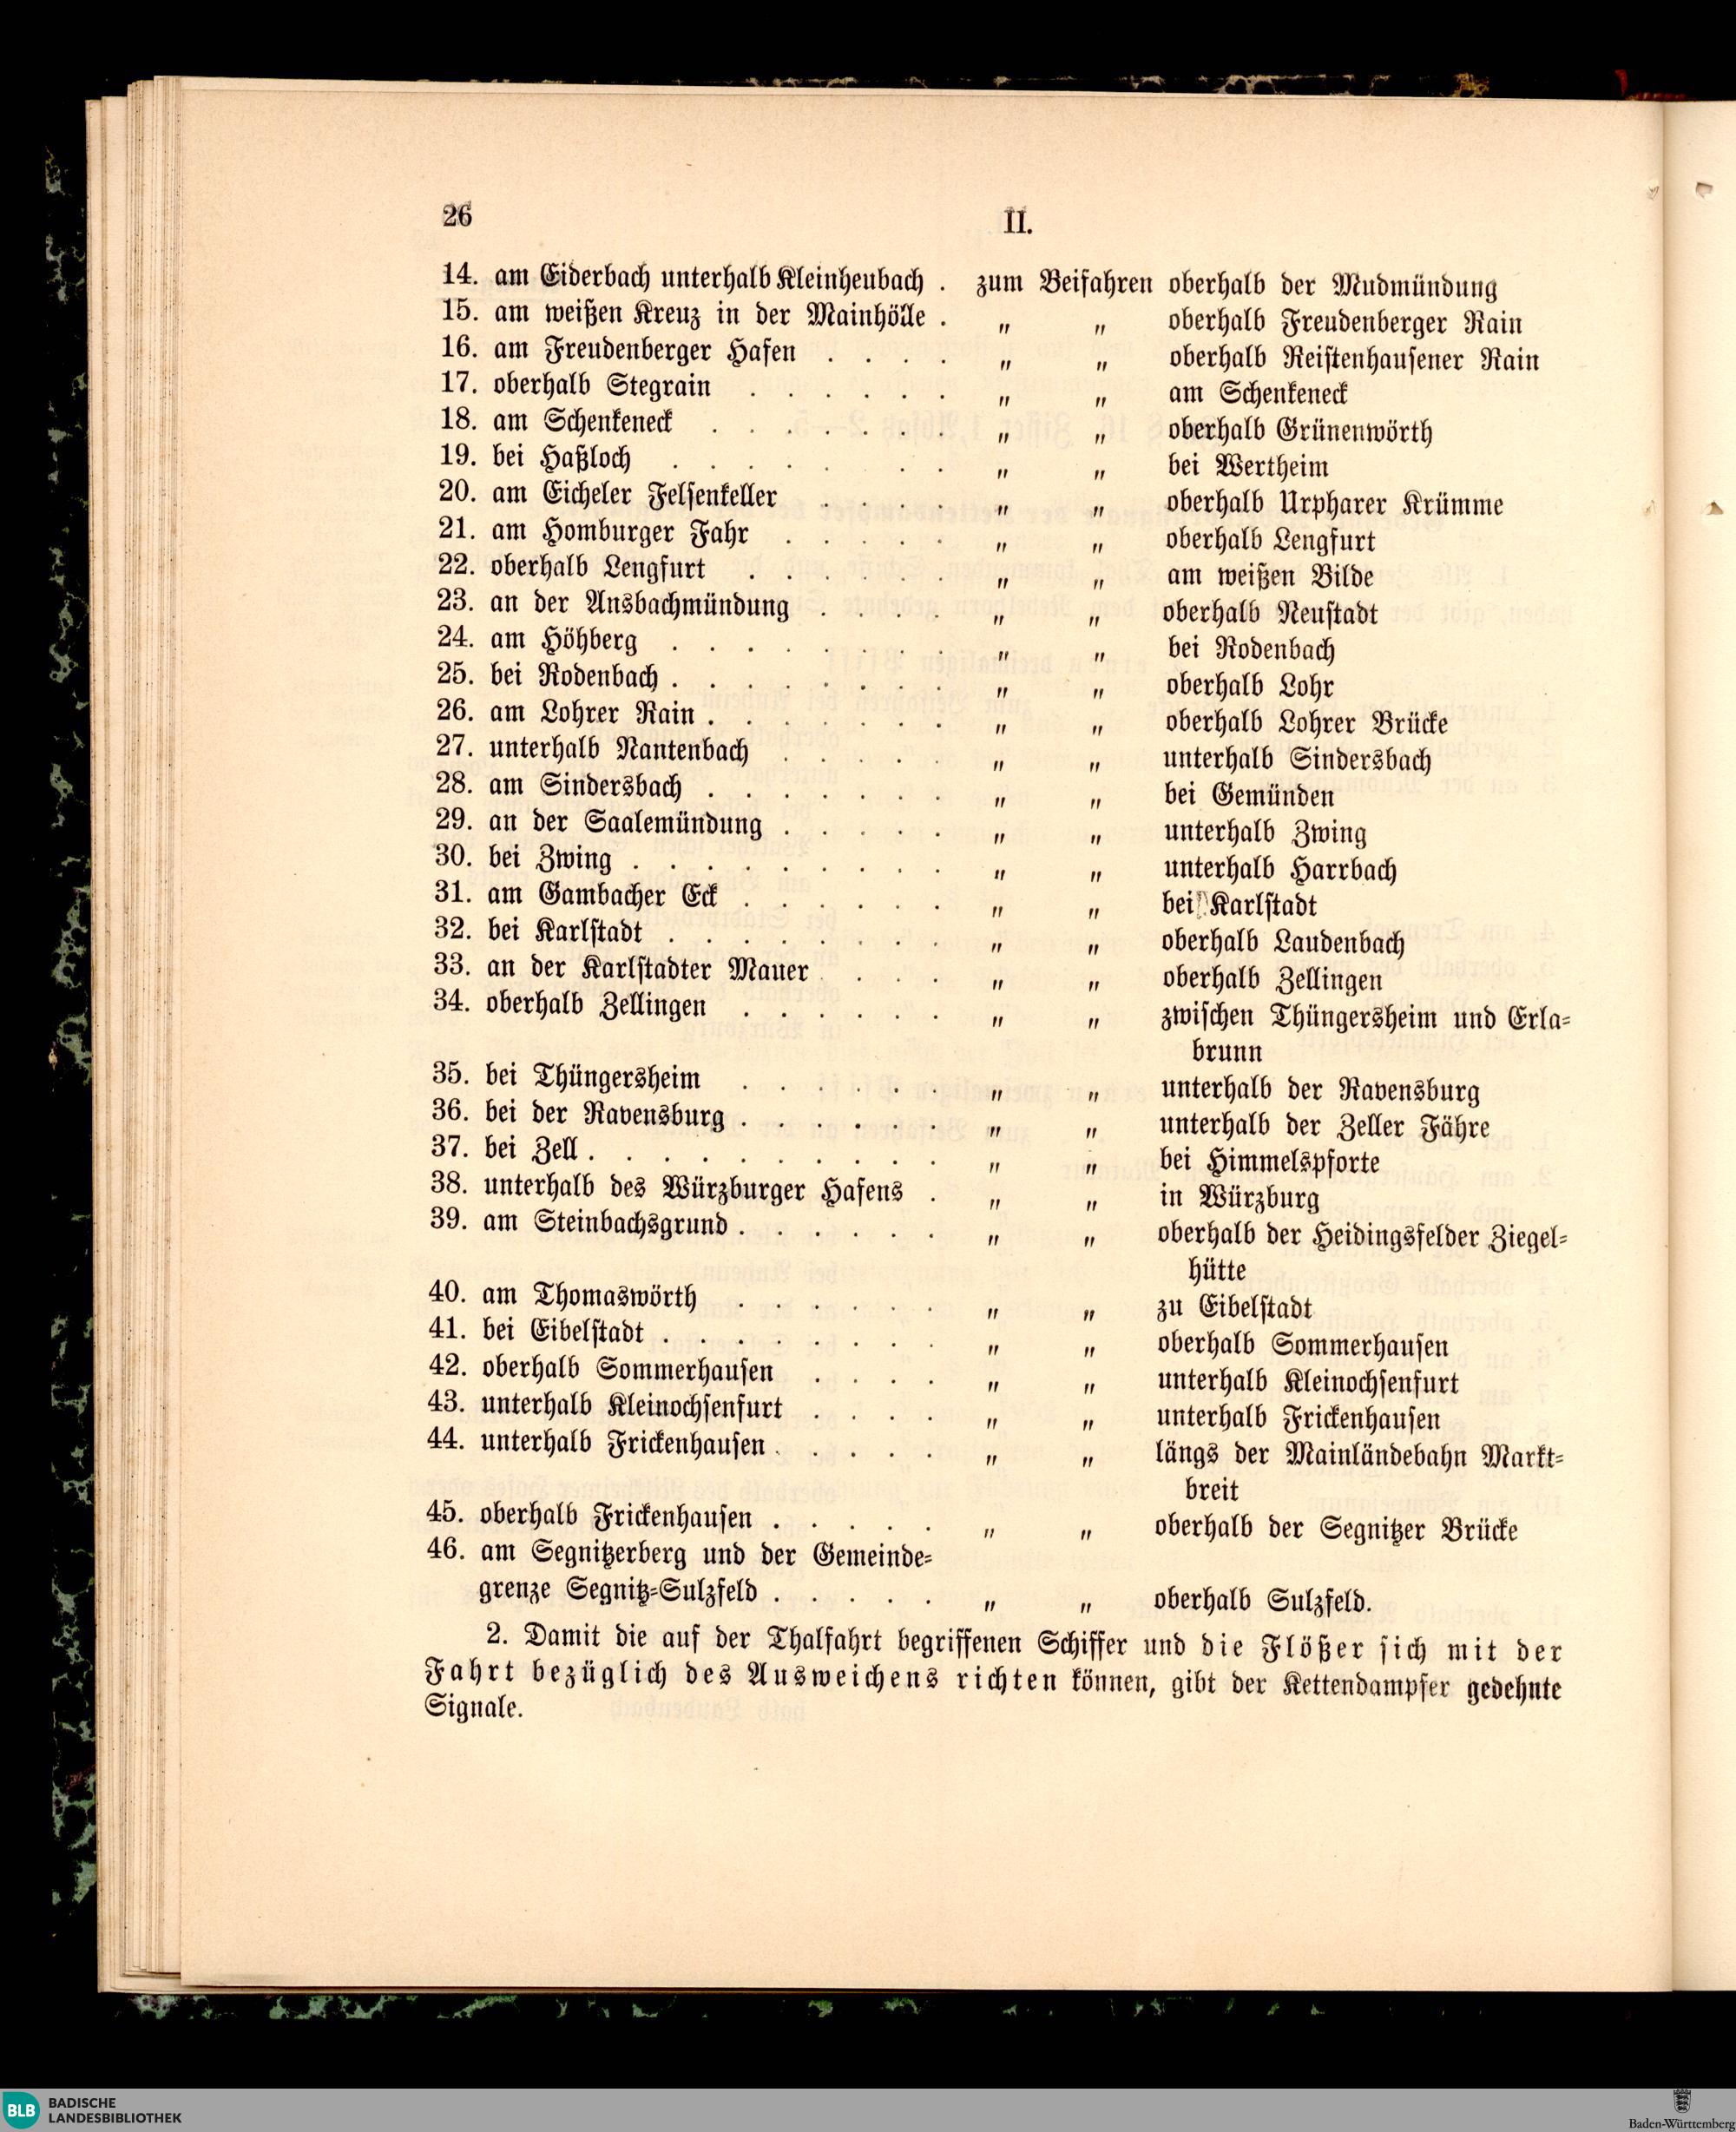 26 II.
14. am Eiderbach unterhalb Kleinheubach . zum Beifahren oberhalb der Mudmündung
15. am weißen Kreuz in der Mainhölle . „ „ oberhalb Freudenberger Rain
16. am Freudenberger Hafen . . . . „ „ oberhalb Reistenhausener Rain
17. oberhalb Stegrain . . . . . . „ „ am Schenkeneck
18. am Schenkeneck . . . . . . . „ „ oberhalb Grünenwörth
19. bei Haßloch . . . . . . . . „ „ bei Wertheim
20. am Eicheler Felsenkeller . . . . „ „ oberhalb Urpharer Krümme
21. am Homburger Fahr . . . . . „ „ oberhalb Lengfurt
22. oberhalb Lengfurt . . . . . . „ „ am weißen Bilde
23. an der Ansbachmündung . . . . „ „ oberhalb Neustadt
24. am Höhberg . . . . . . . . „ „ bei Rodenbach
25. bei Rodenbach . . . . . . . . „ „ oberhalb Lohr
26. am Lohrer Rain . . . . . . . „ „ oberhalb Lohrer Brücke
27. unterhalb Nantenbach . . . . . „ „ unterhalb Sindersbach
28. am Sindersbach . . . . . . . „ „ bei Gemünden
29. an der Saalemündung . . . . . „ „ unterhalb Zwing
30. bei Zwing . . . . . . . . . „ „ unterhalb Harrbach
31. am Gambacher Eck . . . . . . „ „ bei Karlstadt
32. bei Karlstadt . . . . . . . . „ „ oberhalb Laudenbach
33. an der Karlstadter Mauer . . . „ „ oberhalb Zellingen
34. oberhalb Zellingen . . . . . . „ „ zwischen Thüngersheim und Erla-
brunn
35. bei Thüngersheim . . . . . . „ „ unterhalb der Ravensburg
36. bei der Ravensburg . . . . . . „ „ unterhalb der Zeller Fähre
37. bei Zell . . . . . . . . . . „ „ bei Himmelspforte
38. unterhalb des Würzburger Hafens . „ „ in Würzburg
39. am Steinbachsgrund . . . . . . „ „ oberhalb der Heidingsfelder Ziegel-
hütte
40. am Thomaswörth . . . . . . „ „ zu Eibelstadt
41. bei Eibelstadt . . . . . . . . „ „ oberhalb Sommerhausen
42. oberhalb Sommerhausen . . . . „ „ unterhalb Kleinochsenfurt
43. unterhalb Kleinochsenfurt . . . . „ „ unterhalb Frickenhausen
44. unterhalb Frickenhausen . . . . . „ „ längs der Mainländebahn Markt-
breit
45. oberhalb Frickenhausen . . . . . „ „ oberhalb der Segnitzer Brücke
46. am Segnitzerberg und der Gemeinde-
grenze Segnitz-Sulzfeld . . . . . „ „ oberhalb Sulzfeld.
2. Damit die auf der Thalfahrt begriffenen Schiffer und die Flößer sich mit der
Fahrt bezüglich des Ausweichens richten können, gibt der Kettendampfer gedehnte
Signale.
BLB BADISCHE
LANDESBIBLIOTHEK
Baden-Württemberg